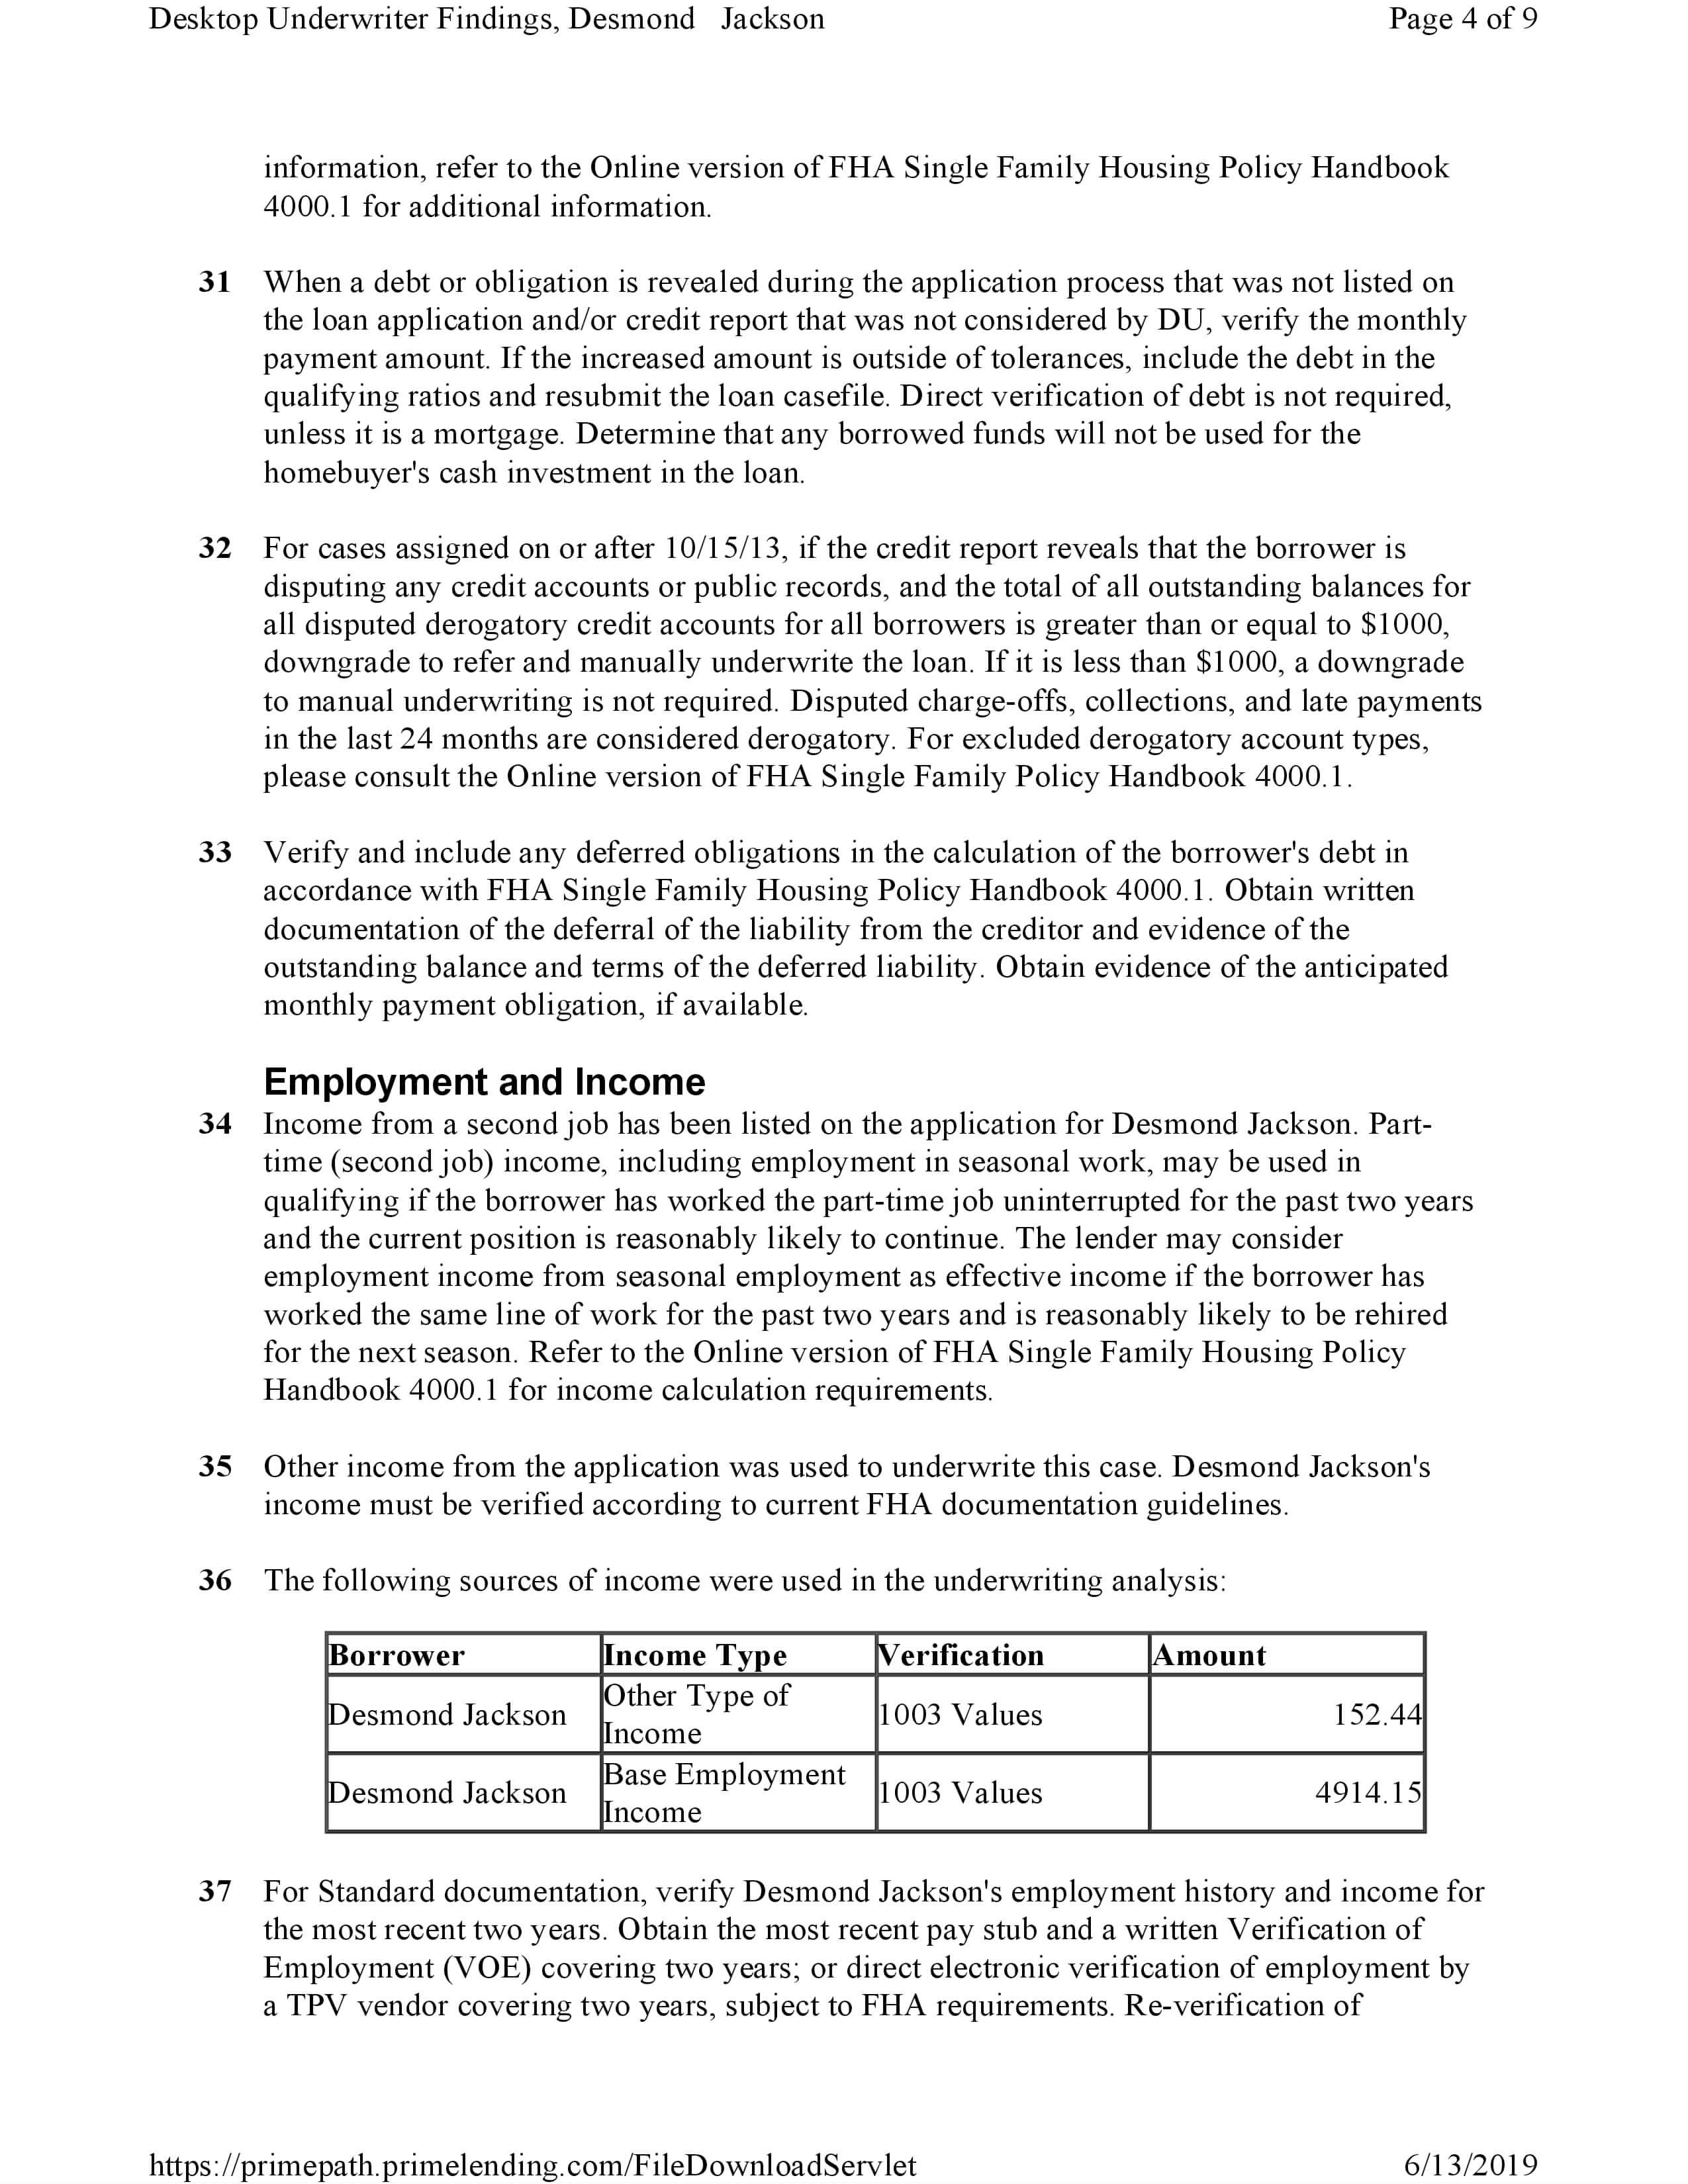 Desktop Underwriter Findings, Desmond Jackson Page 4 of 9
information, refer to the Online version of FHA Single Family Housing Policy Handbook
4000.1 for additional information.
31 When a debt or obligation is revealed during the application process that was not listed on
the loan application and/or credit report that was not considered by DU, verify the monthly
payment amount. If the increased amount is outside of tolerances, include the debt in the
qualifying ratios and resubmit the loan casefile. Direct verification of debt is not required,
unless it is a mortgage. Determine that any borrowed funds will not be used for the
homebuyer's cash investment in the loan.
32 For cases assigned on or after 10/15/13, if the credit report reveals that the borrower is
disputing any credit accounts or public records, and the total of all outstanding balances for
all disputed derogatory credit accounts for all borrowers is greater than or equal to $1000,
downgrade to refer and manually underwrite the loan. If it is less than $1000, a downgrade
to manual underwriting is not required. Disputed charge-offs, collections, and late payments
in the last 24 months are considered derogatory. For excluded derogatory account types,
please consult the Online version of FHA Single Family Policy Handbook 4000.1.
33 Verify and include any deferred obligations in the calculation of the borrower's debt in
accordance with FHA Single Family Housing Policy Handbook 4000.1. Obtain written
documentation of the deferral of the liability from the creditor and evidence of the
outstanding balance and terms of the deferred liability. Obtain evidence of the anticipated
monthly payment obligation, if available.
Employment and Income
34 Income from a second job has been listed on the application for Desmond Jackson. Part-
time (second job) income, including employment in seasonal work, may be used in
qualifying if the borrower has worked the part-time job uninterrupted for the past two years
and the current position is reasonably likely to continue. The lender may consider
employment income from seasonal employment as effective income if the borrower has
worked the same line of work for the past two years and is reasonably likely to be rehired
for the next season. Refer to the Online version of FHA Single Family Housing Policy
Handbook 4000.1 for income calculation requirements.
35 Other income from the application was used to underwrite this case. Desmond Jackson's
income must be verified according to current FHA documentation guidelines.
36 The following sources of income were used in the underwriting analysis:
Borrower Income Type Verification Amount
Desmond Jackson Other Type of Income 1003 Values 152.44
Desmond Jackson Base Employment Income 1003 Values 4914.15
37 For Standard documentation, verify Desmond Jackson's employment history and income for
the most recent two years. Obtain the most recent pay stub and a written Verification of
Employment (VOE) covering two years; or direct electronic verification of employment by
a TPV vendor covering two years, subject to FHA requirements. Re-verification of
https://primepath.primelending.com/FileDownloadServlet 6/13/2019